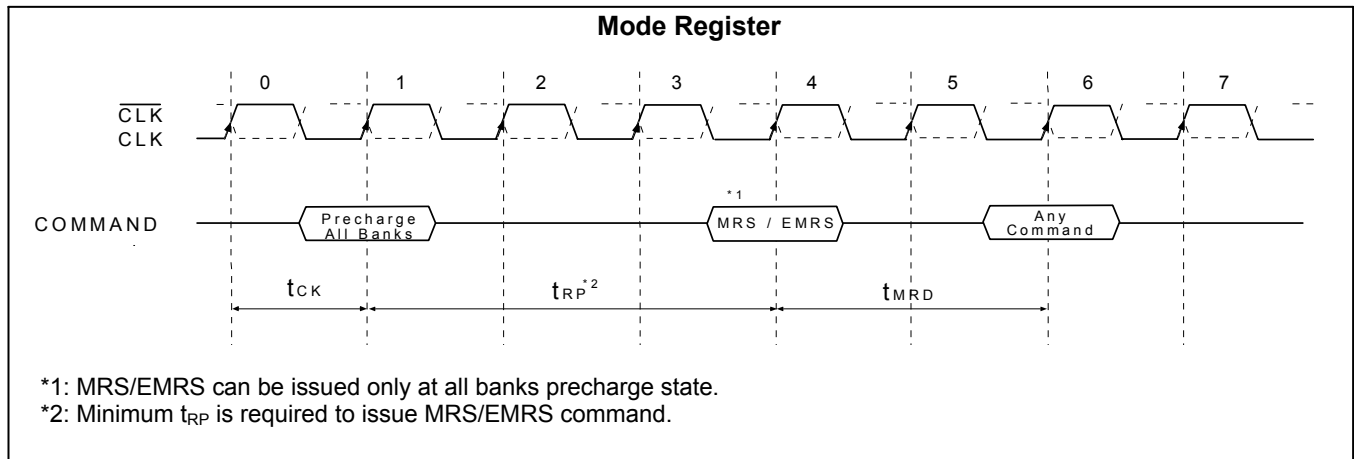 Mode Register
0 1 2 3 4 5 6 7
CLK
CLK
*1
COMMAND Precharge All Banks MRS / EMRS Any Command
tCK tRP*2 tMRD
*1: MRS/EMRS can be issued only at all banks precharge state.
*2: Minimum tRP is required to issue MRS/EMRS command.